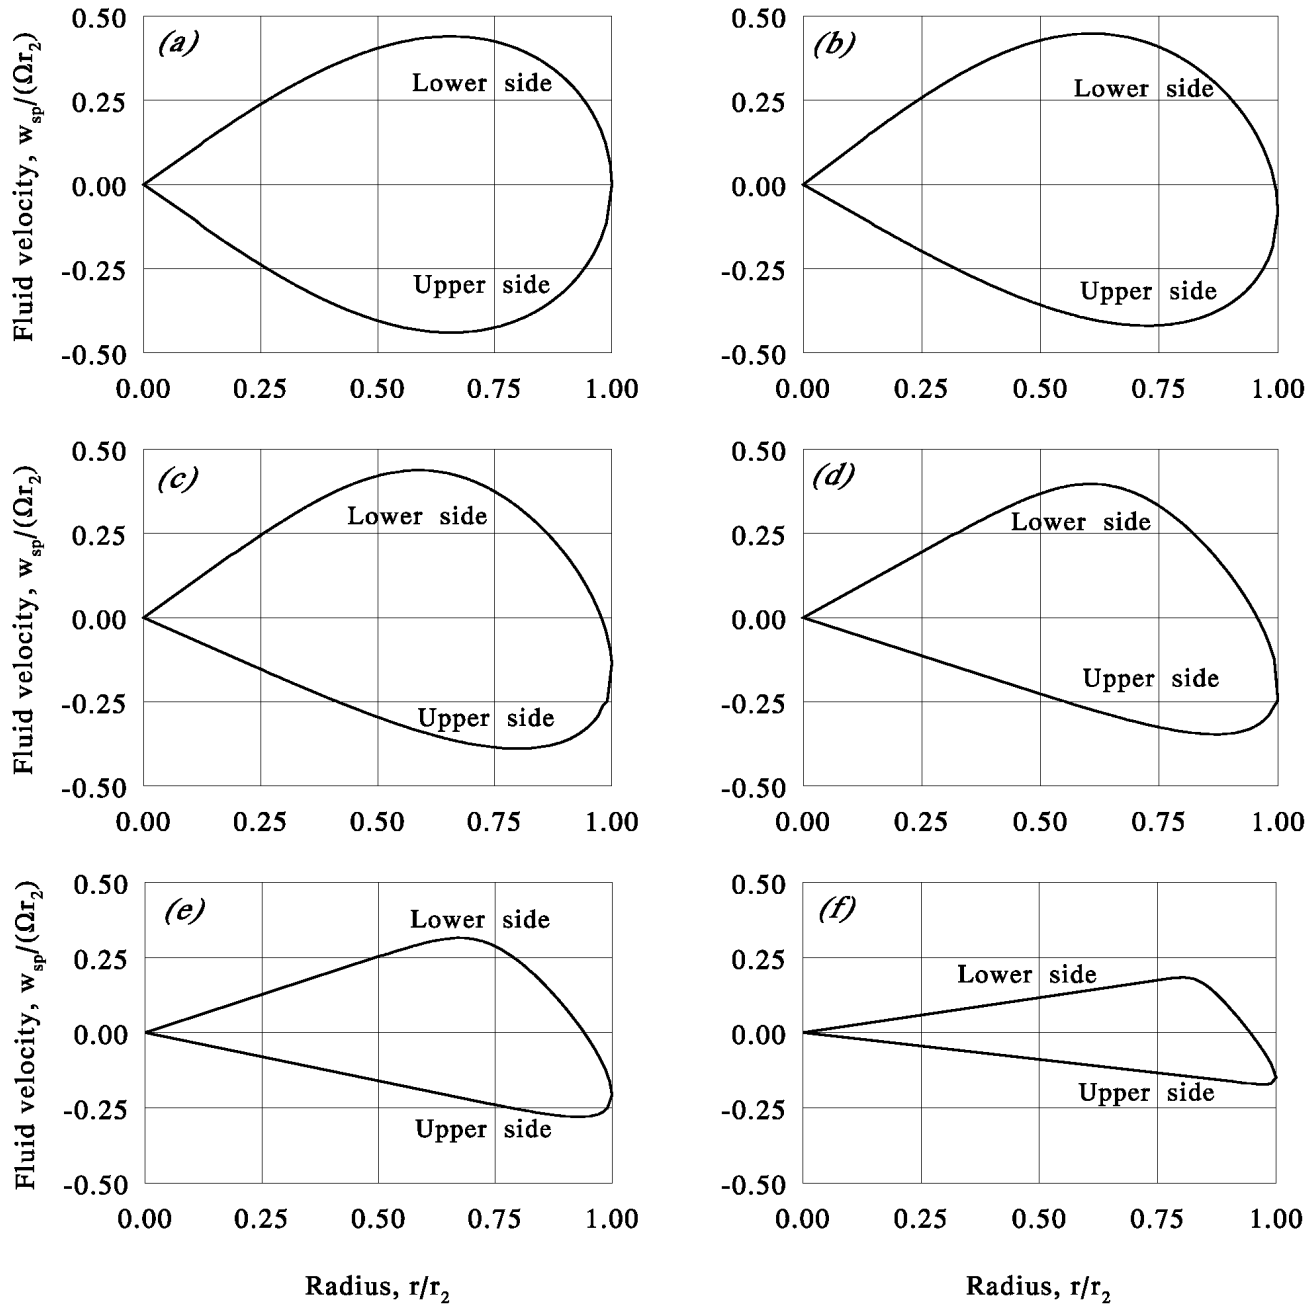 0.50
0.25
0.00
-0.25
-0.50
Fluid velocity, w_sp/(Ωr_2)
(a)
Lower side
Upper side
0.00 0.25 0.50 0.75 1.00
0.50
0.25
0.00
-0.25
-0.50
(b)
Lower side
Upper side
0.00 0.25 0.50 0.75 1.00
0.50
0.25
0.00
-0.25
-0.50
Fluid velocity, w_sp/(Ωr_2)
(c)
Lower side
Upper side
0.00 0.25 0.50 0.75 1.00
0.50
0.25
0.00
-0.25
-0.50
(d)
Lower side
Upper side
0.00 0.25 0.50 0.75 1.00
0.50
0.25
0.00
-0.25
-0.50
Fluid velocity, w_sp/(Ωr_2)
(e)
Lower side
Upper side
0.00 0.25 0.50 0.75 1.00
Radius, r/r_2
0.50
0.25
0.00
-0.25
-0.50
(f)
Lower side
Upper side
0.00 0.25 0.50 0.75 1.00
Radius, r/r_2